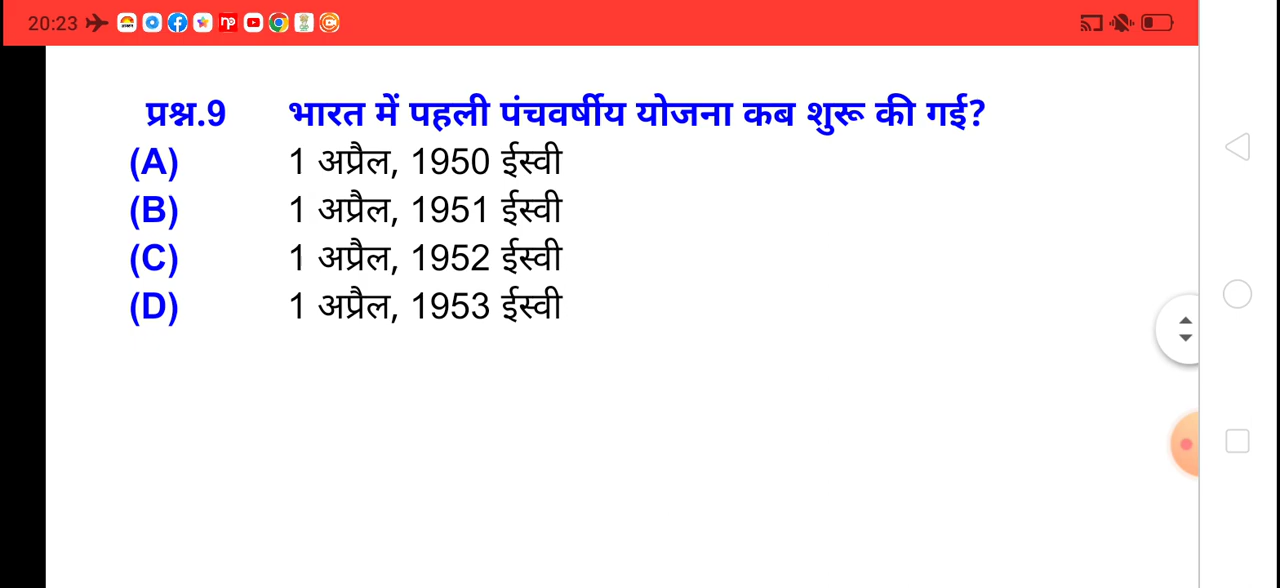 20:23
प्रश्न.9 भारत में पहली पंचवर्षीय योजना कब शुरू की गई?
(A) 1 अप्रैल, 1950 ईस्वी
(B) 1 अप्रैल, 1951 ईस्वी
(C) 1 अप्रैल, 1952 ईस्वी
(D) 1 अप्रैल, 1953 ईस्वी